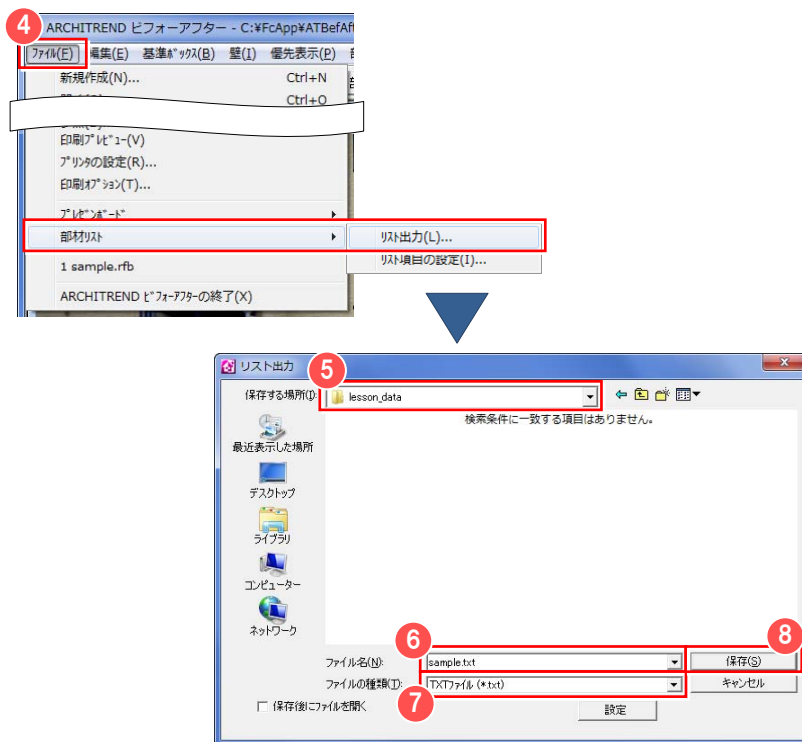 4
ARCHITREND ビフォーアフター - C:¥FcApp¥ATBefAft
ﾌｧｲﾙ(F) 編集(E) 基準ﾎﾞｯｸｽ(B) 壁(I) 優先表示(P)
新規作成(N)... Ctrl+N
Ctrl+O
印刷ﾌﾟﾚﾋﾞｭｰ(V)
ﾌﾟﾘﾝﾀの設定(R)...
印刷ｵﾌﾟｼｮﾝ(T)...
ﾌﾟﾚｾﾞﾝﾎﾞｰﾄﾞ
部材ﾘｽﾄ
ﾘｽﾄ出力(L)...
ﾘｽﾄ項目の設定(I)...
1 sample.rfb
ARCHITREND ﾋﾞﾌｫｰｱﾌﾀｰの終了(X)
リスト出力
5
保存する場所(I): lesson_data
検索条件に一致する項目はありません。
最近表示した場所
デスクトップ
ライブラリ
コンピューター
ネットワーク
6
8
ファイル名(N): sample.txt 保存(S)
ファイルの種類(T): TXTファイル (*.txt) キャンセル
7
保存後にファイルを開く 設定